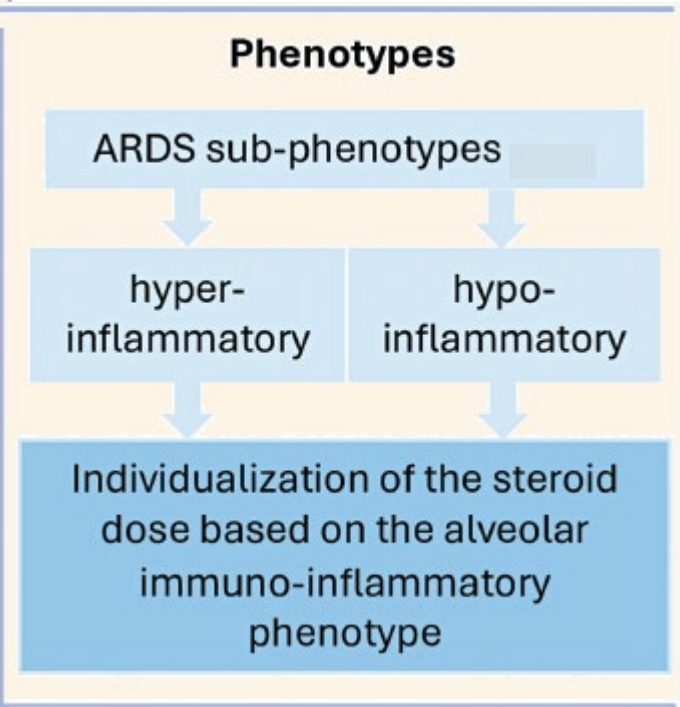 Phenotypes
ARDS sub-phenotypes
hyper-
inflammatory
hypo-
inflammatory
Individualization of the steroid
dose based on the alveolar
immuno-inflammatory
phenotype